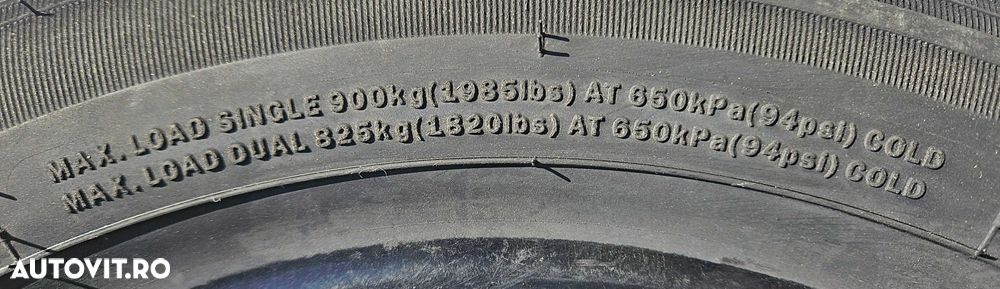 MAX. LOAD SINGLE 900kg(1985lbs) AT 650kPa(94psi) COLD
MAX. LOAD DUAL 825kg(1820lbs) AT 650kPa(94psi) COLD
AUTOVIT.RO